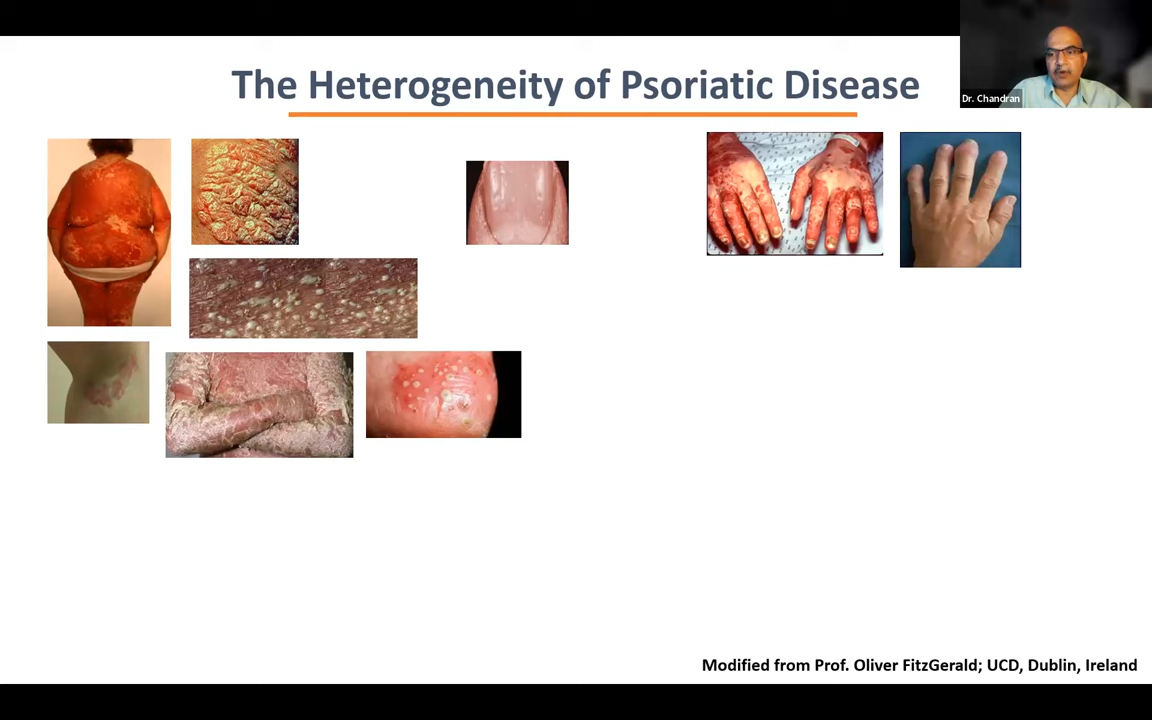 The Heterogeneity of Psoriatic Disease
Dr. Chandran
Modified from Prof. Oliver FitzGerald; UCD, Dublin, Ireland